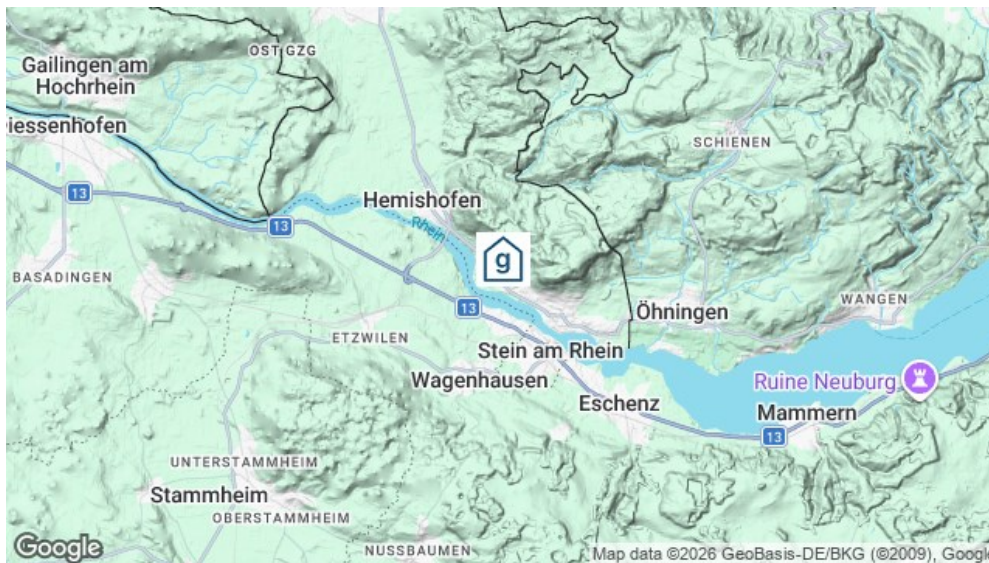 OST GZG
Gailingen am
Hochrhein
iessenhofen
SCHIENEN
13
Hemishofen
13
Rhein
g
BASADINGEN
WANGEN
13
Öhningen
ETZWILEN
Stein am Rhein
Wagenhausen
Ruine Neuburg
Eschenz
Mammern
13
UNTERSTAMMHEIM
Stammheim
OBERSTAMMHEIM
NUSSBAUMEN
Google
Map data ©2026 GeoBasis-DE/BKG (©2009), Google